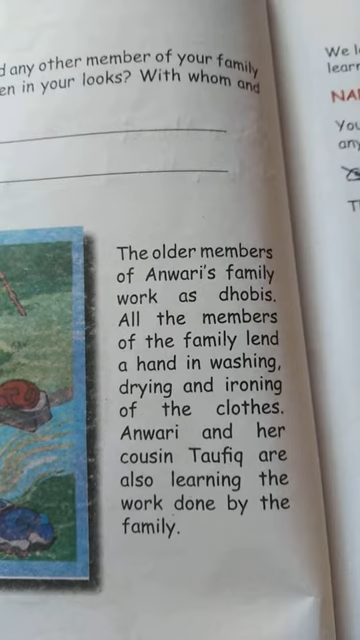 any other member of your family
en in your looks? With whom and
The older members
of Anwari's family
work as dhobis.
All the members
of the family lend
a hand in washing,
drying and ironing
of the clothes.
Anwari and her
cousin Taufiq are
also learning the
work done by the
family.
We
learn
You
any